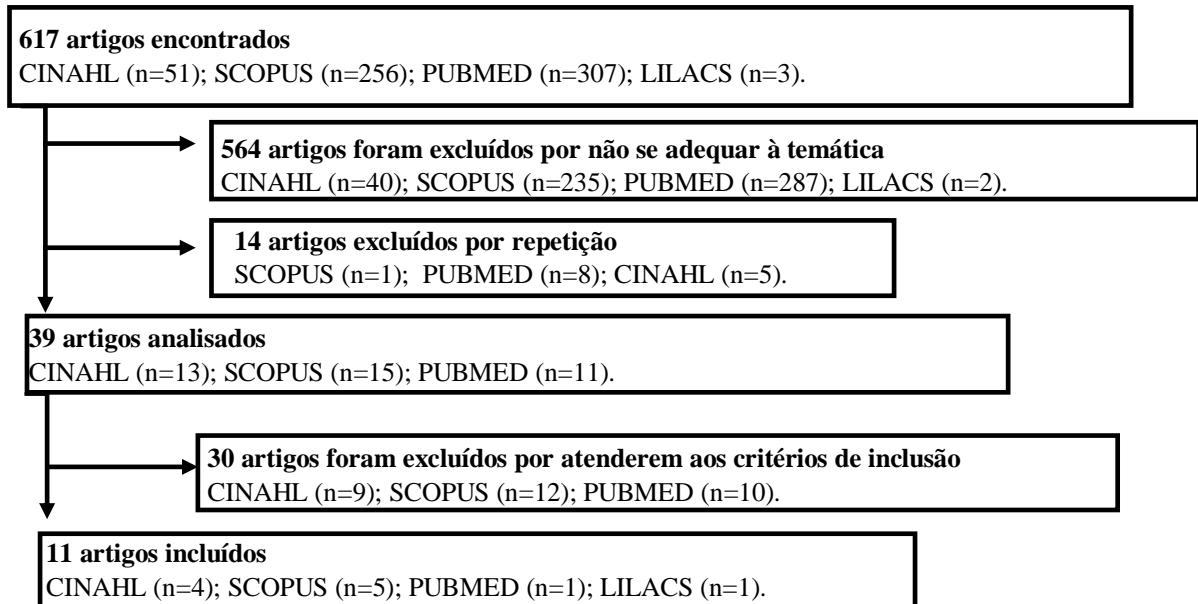 617 artigos encontrados
CINAHL (n=51); SCOPUS (n=256); PUBMED (n=307); LILACS (n=3).
564 artigos foram excluídos por não se adequar à temática
CINAHL (n=40); SCOPUS (n=235); PUBMED (n=287); LILACS (n=2).
14 artigos excluídos por repetição
SCOPUS (n=1); PUBMED (n=8); CINAHL (n=5).
39 artigos analisados
CINAHL (n=13); SCOPUS (n=15); PUBMED (n=11).
30 artigos foram excluídos por atenderem aos critérios de inclusão
CINAHL (n=9); SCOPUS (n=12); PUBMED (n=10).
11 artigos incluídos
CINAHL (n=4); SCOPUS (n=5); PUBMED (n=1); LILACS (n=1).